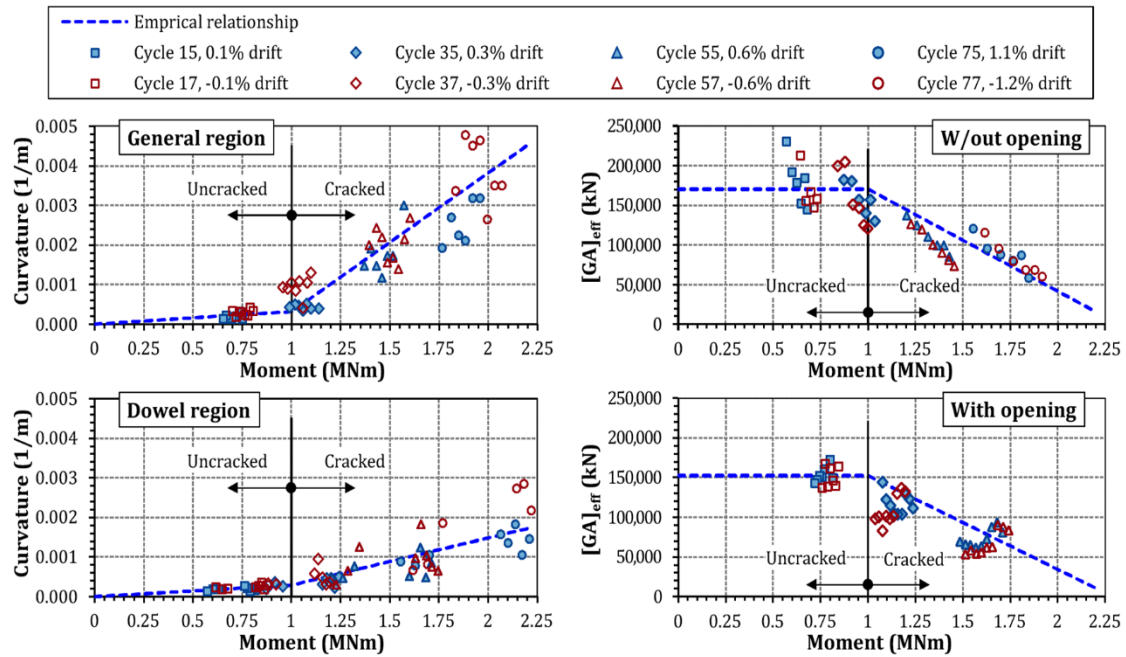 Emprical relationship
Cycle 15, 0.1% drift
Cycle 35, 0.3% drift
Cycle 55, 0.6% drift
Cycle 75, 1.1% drift
Cycle 17, -0.1% drift
Cycle 37, -0.3% drift
Cycle 57, -0.6% drift
Cycle 77, -1.2% drift
Curvature (1/m)
0.005
0.004
0.003
0.002
0.001
0.000
General region
Uncracked
Cracked
0 0.25 0.5 0.75 1 1.25 1.5 1.75 2 2.25
Moment (MNm)
[GA]eff (kN)
250,000
200,000
150,000
100,000
50,000
0
W/out opening
Uncracked
Cracked
0 0.25 0.5 0.75 1 1.25 1.5 1.75 2 2.25
Moment (MNm)
Curvature (1/m)
0.005
0.004
0.003
0.002
0.001
0.000
Dowel region
Uncracked
Cracked
0 0.25 0.5 0.75 1 1.25 1.5 1.75 2 2.25
Moment (MNm)
[GA]eff (kN)
250,000
200,000
150,000
100,000
50,000
0
With opening
Uncracked
Cracked
0 0.25 0.5 0.75 1 1.25 1.5 1.75 2 2.25
Moment (MNm)